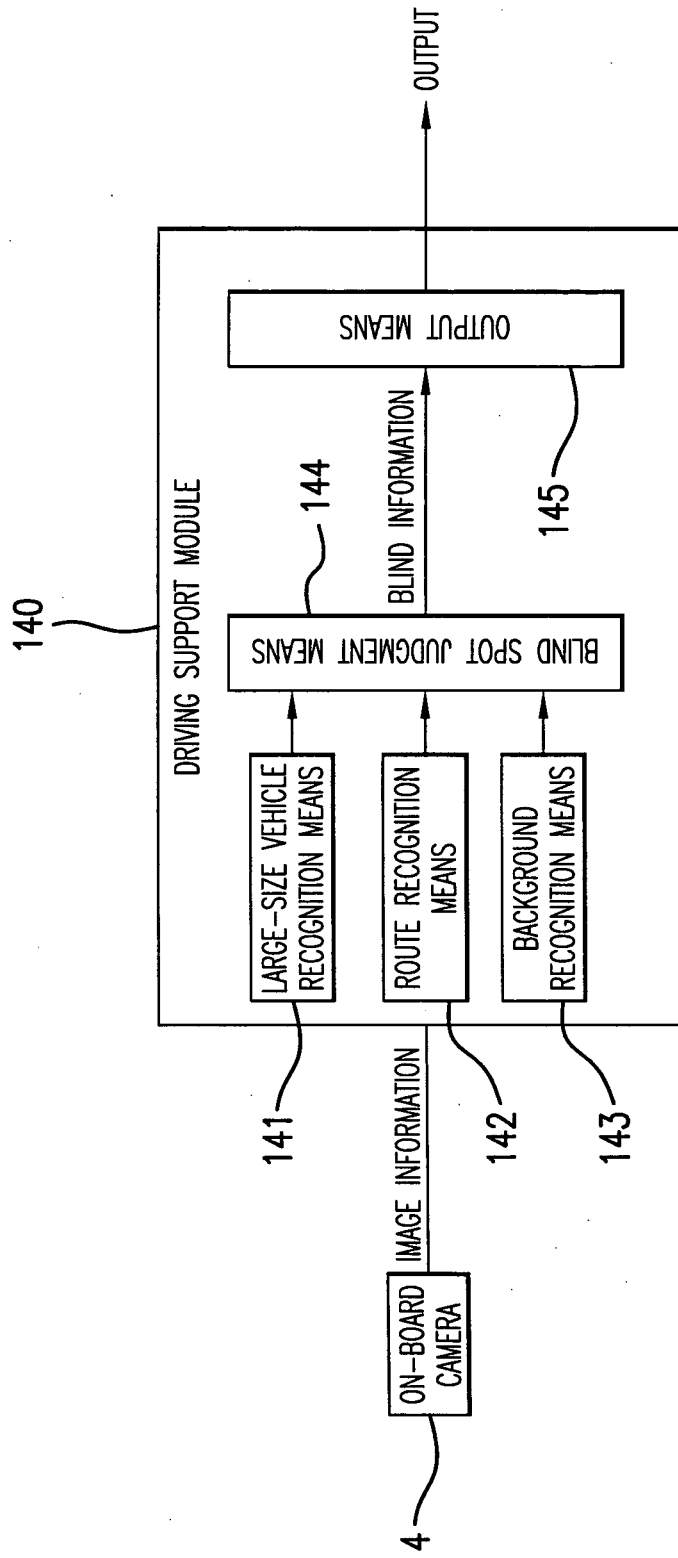 140
DRIVING SUPPORT MODULE
4
ON-BOARD
CAMERA
IMAGE INFORMATION
141
LARGE-SIZE VEHICLE
RECOGNITION MEANS
142
ROUTE RECOGNITION
MEANS
143
BACKGROUND
RECOGNITION MEANS
144
BLIND SPOT JUDGMENT MEANS
BLIND INFORMATION
145
OUTPUT MEANS
OUTPUT